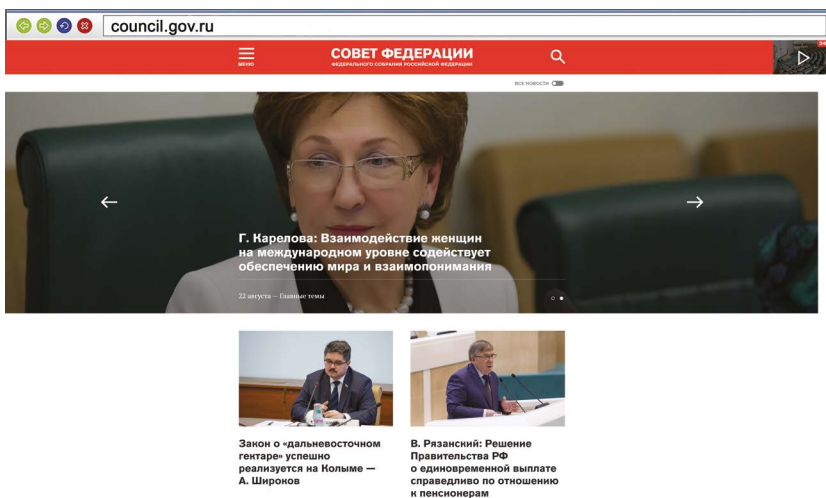 council.gov.ru
МЕНЮ
СОВЕТ ФЕДЕРАЦИИ
ФЕДЕРАЛЬНОГО СОБРАНИЯ РОССИЙСКОЙ ФЕДЕРАЦИИ
ВСЕ НОВОСТИ
Г. Карелова: Взаимодействие женщин
на международном уровне содействует
обеспечению мира и взаимопонимания
22 августа — Главные темы
Закон о «дальневосточном
гектаре» успешно
реализуется на Колыме —
А. Широков
В. Рязанский: Решение
Правительства РФ
о единовременной выплате
справедливо по отношению
к пенсионерам